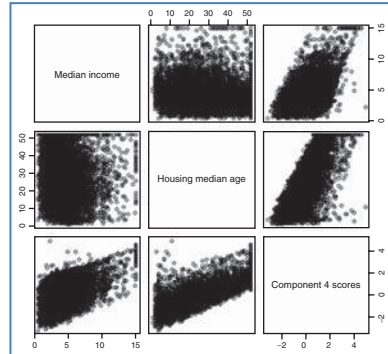 0 10 20 30 40 50
Median income
0 5 10 15
0 10 20 30 40 50
Housing median age
Component 4 scores
-2 0 2 4
0 5 10 15
-2 0 2 4